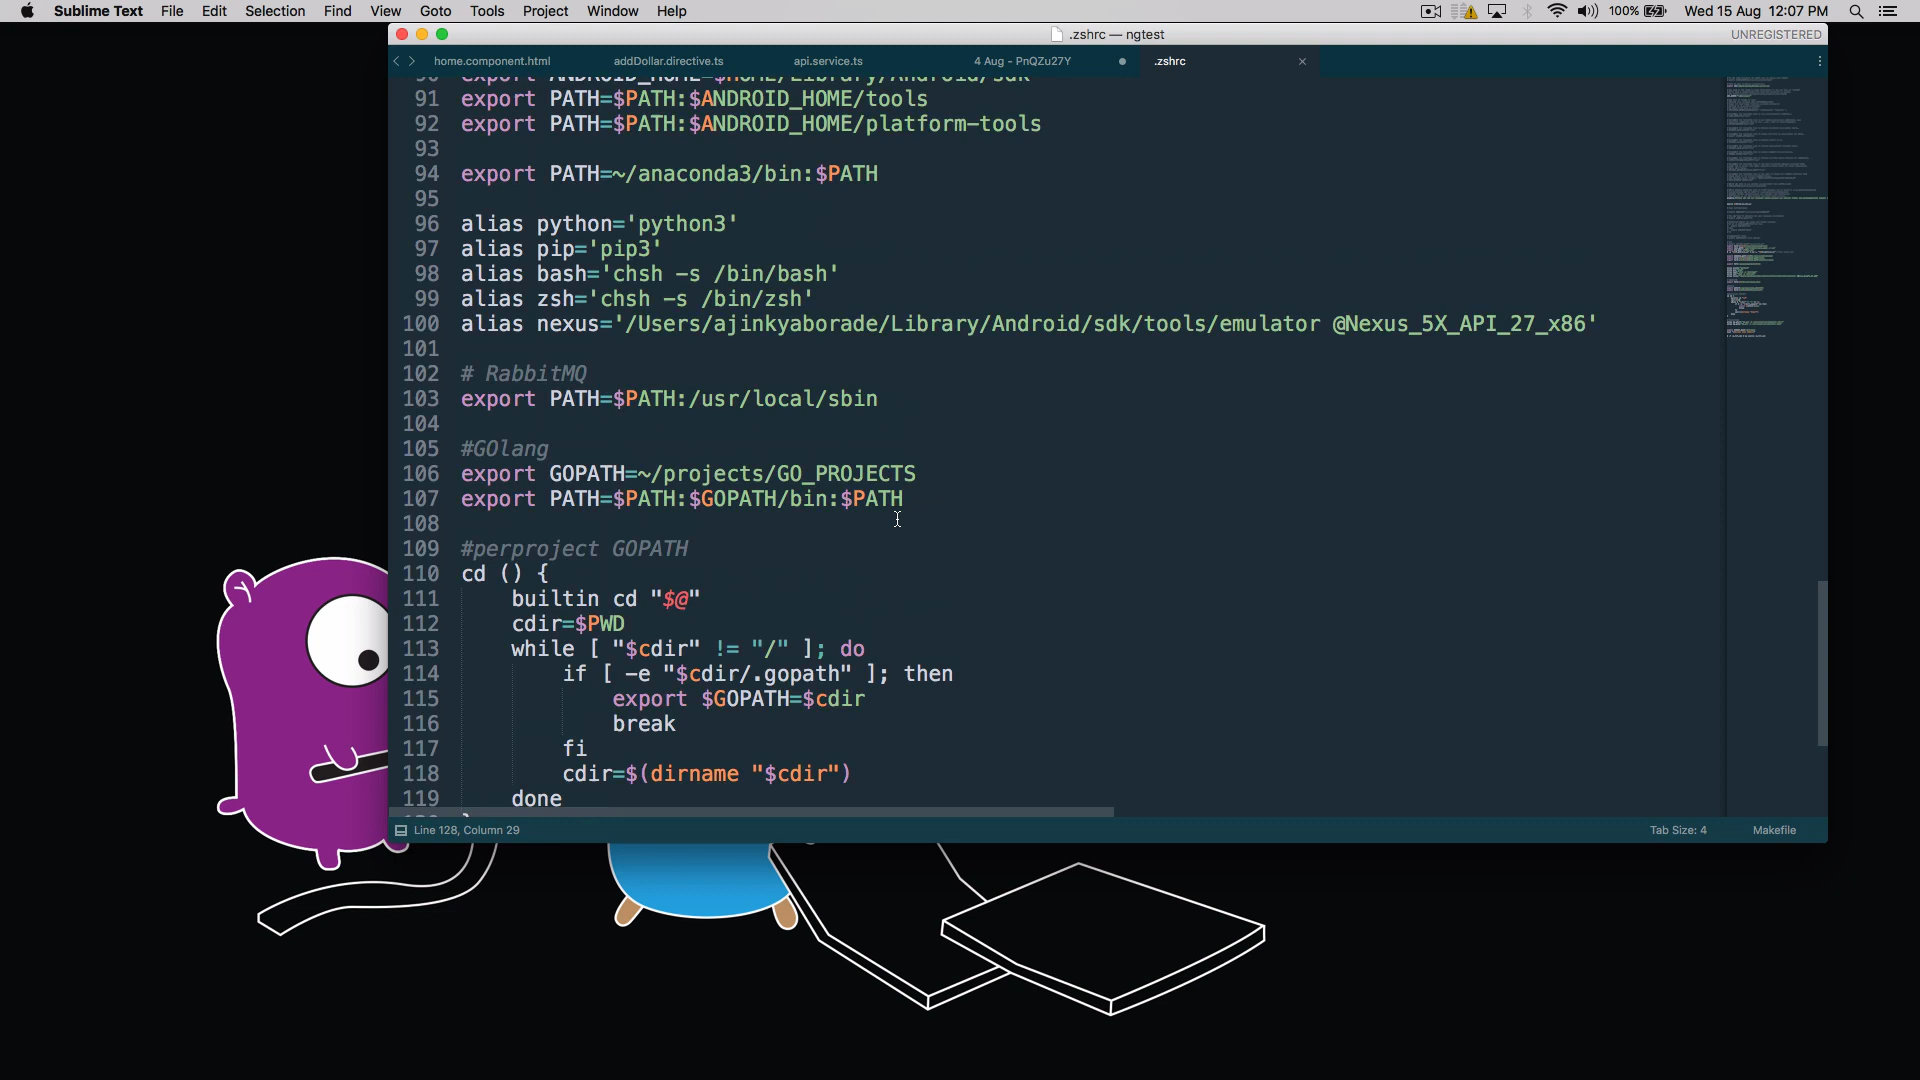 Sublime Text File Edit Selection Find View Goto Tools Project Window Help 100% Wed 15 Aug 12:07 PM
.zshrc — ngtest UNREGISTERED
home.component.html addDollar.directive.ts api.service.ts 4 Aug - PnQZu27Y .zshrc
90 export ANDROID_HOME=$HOME/Library/Android/sdk
91 export PATH=$PATH:$ANDROID_HOME/tools
92 export PATH=$PATH:$ANDROID_HOME/platform-tools
93
94 export PATH=~/anaconda3/bin:$PATH
95
96 alias python='python3'
97 alias pip='pip3'
98 alias bash='chsh -s /bin/bash'
99 alias zsh='chsh -s /bin/zsh'
100 alias nexus='/Users/ajinkyaborade/Library/Android/sdk/tools/emulator @Nexus_5X_API_27_x86'
101
102 # RabbitMQ
103 export PATH=$PATH:/usr/local/sbin
104
105 #GOlang
106 export GOPATH=~/projects/GO_PROJECTS
107 export PATH=$PATH:$GOPATH/bin:$PATH
108
109 #perproject GOPATH
110 cd () {
111 builtin cd "$@"
112 cdir=$PWD
113 while [ "$cdir" != "/" ]; do
114 if [ -e "$cdir/.gopath" ]; then
115 export $GOPATH=$cdir
116 break
117 fi
118 cdir=$(dirname "$cdir")
119 done
Line 128, Column 29 Tab Size: 4 Makefile